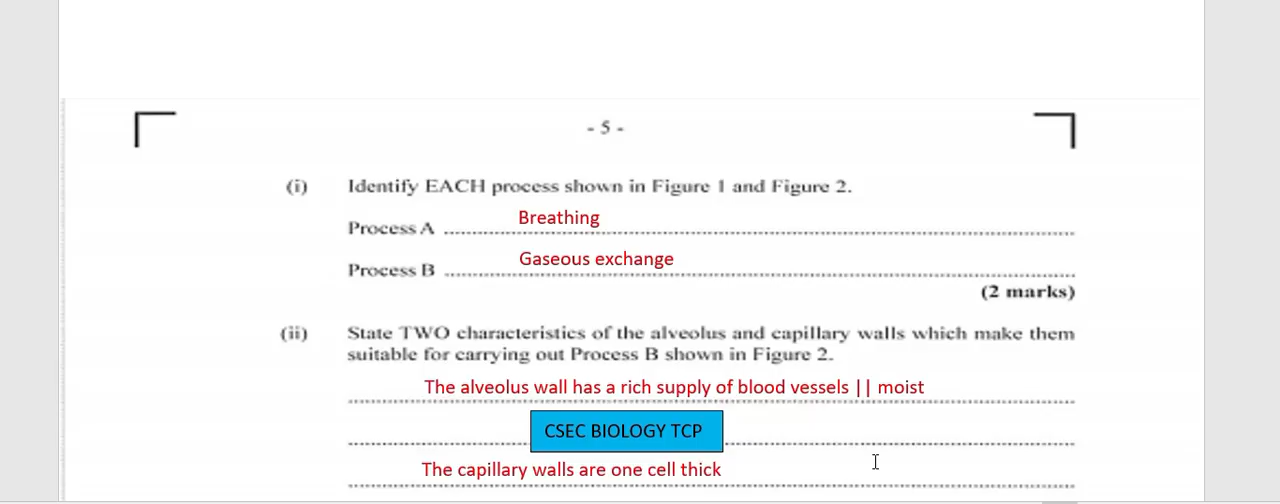 - 5 -
(i) Identify EACH process shown in Figure 1 and Figure 2.
Breathing
Process A
Gaseous exchange
Process B
(2 marks)
(ii) State TWO characteristics of the alveolus and capillary walls which make them
suitable for carrying out Process B shown in Figure 2.
The alveolus wall has a rich supply of blood vessels || moist
CSEC BIOLOGY TCP
The capillary walls are one cell thick